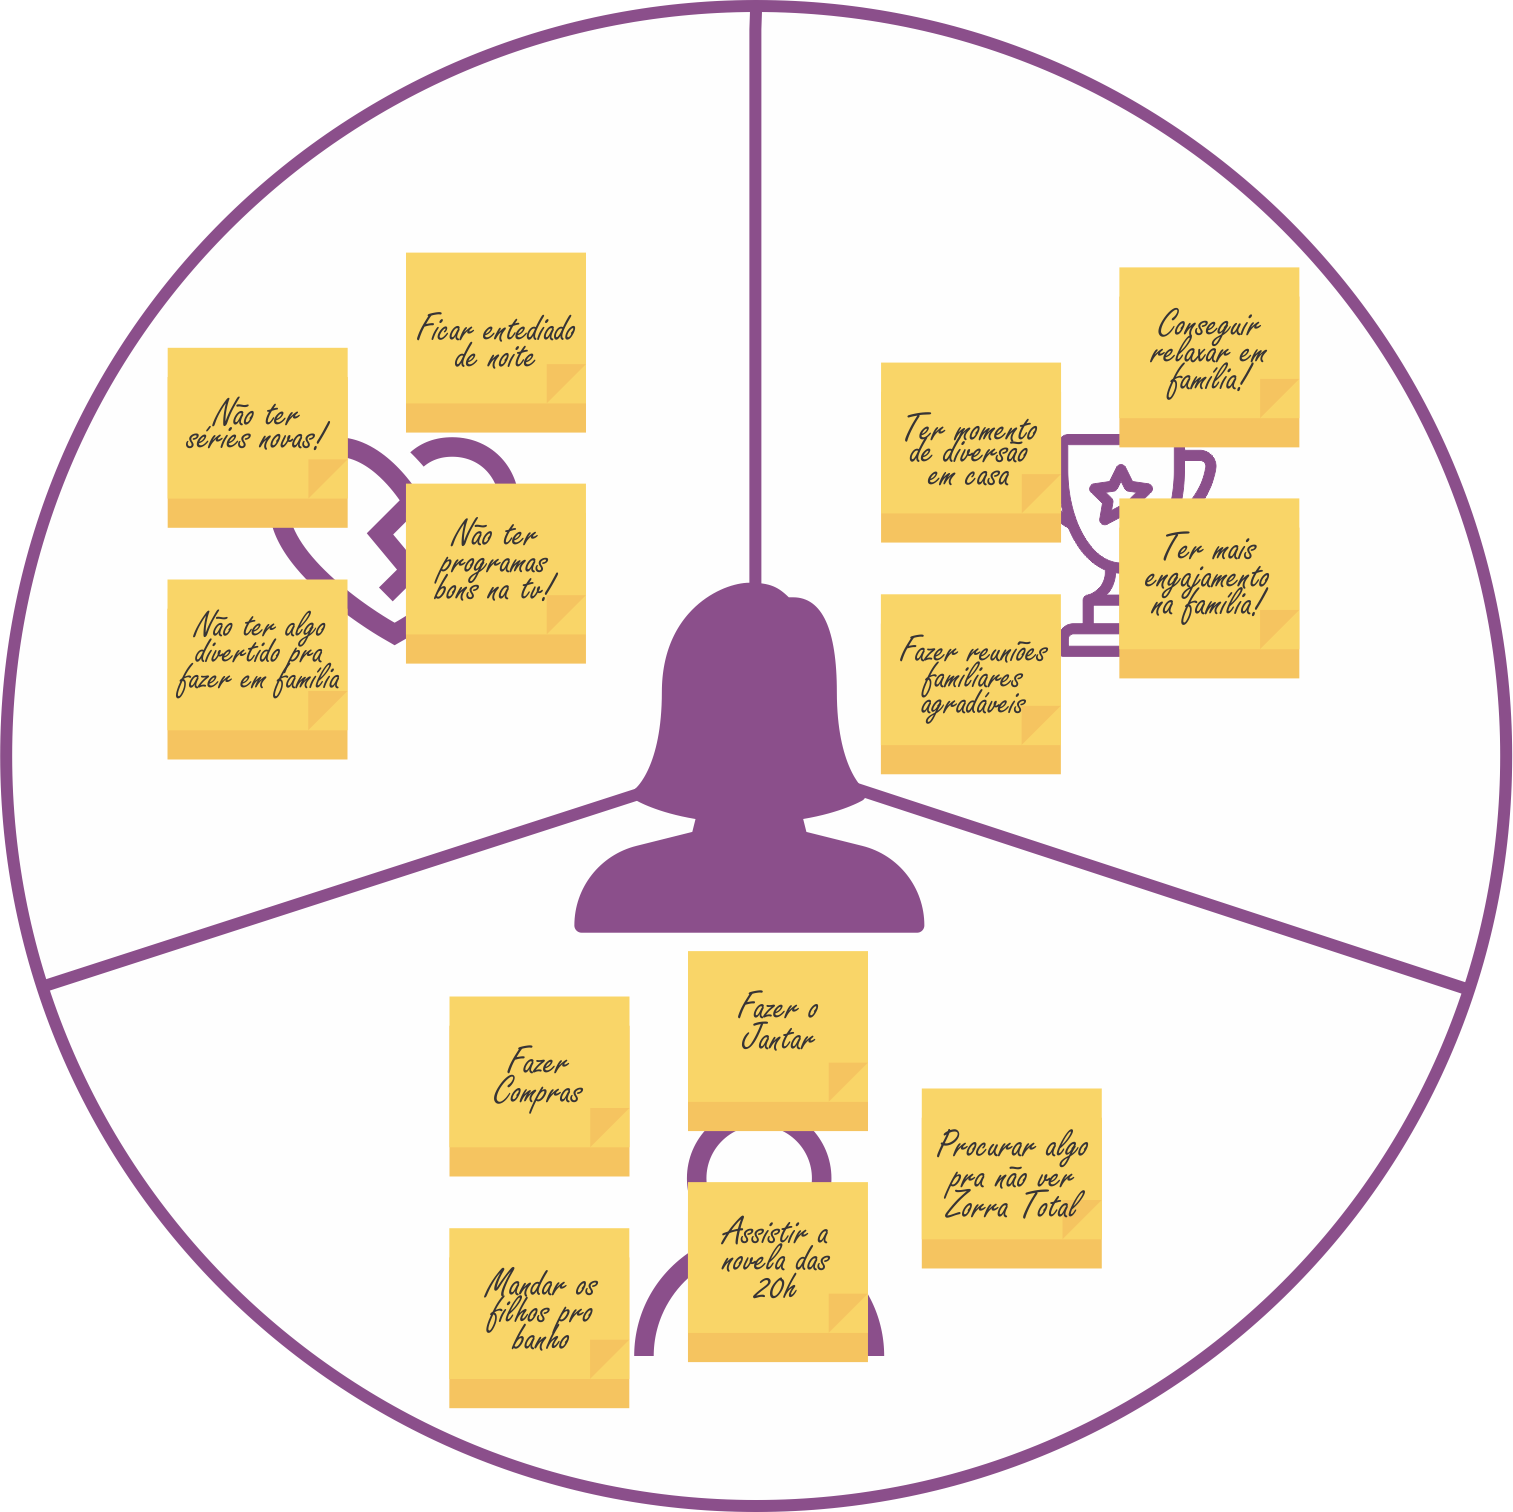 Ficar entediado
de noite
Não ter
séries novas!
Não ter
programas
bons na tv!
Não ter algo
divertido pra
fazer em família
Conseguir
relaxar em
família!
Ter momento
de diversão
em casa
Ter mais
engajamento
na família!
Fazer reuniões
familiares
agradáveis
Fazer o
Jantar
Fazer
Compras
Procurar algo
pra não ver
Zorra Total
Assistir a
novela das
20h
Mandar os
filhos pro
banho